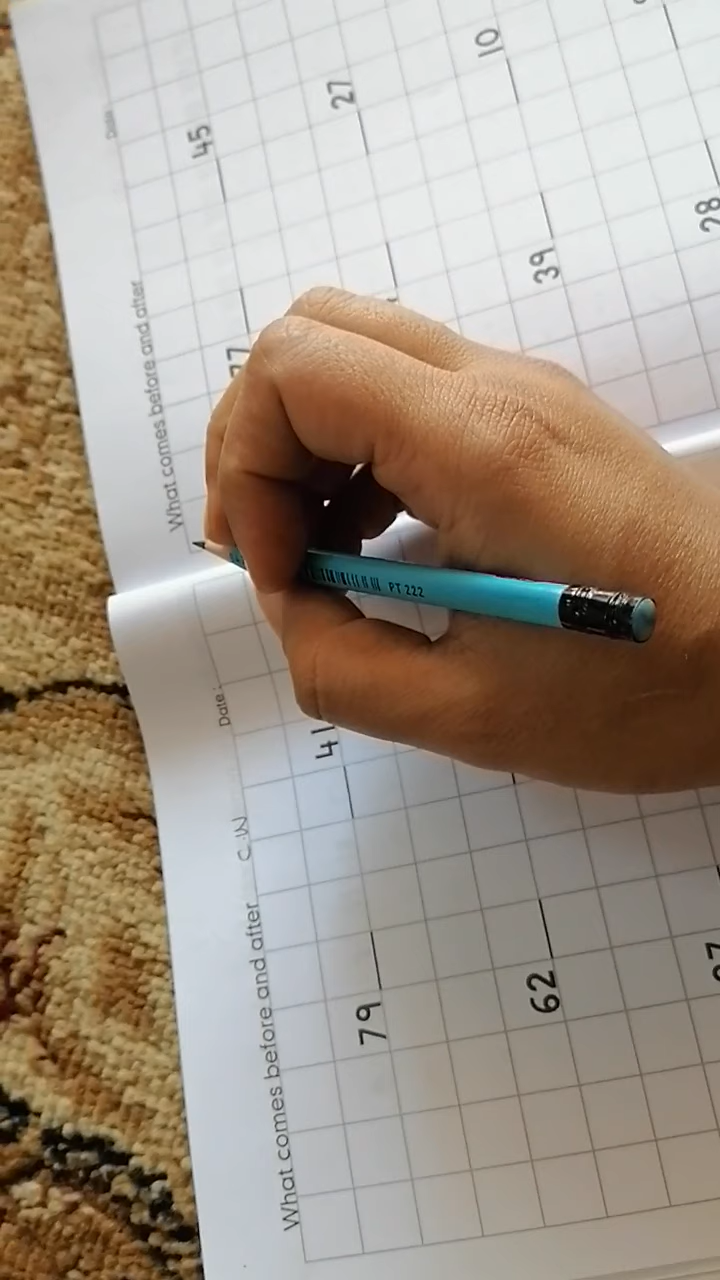 What comes before and after C.W Date :
79 41
62
What comes before and after Date
77 45
27
39 10
28
PT 222